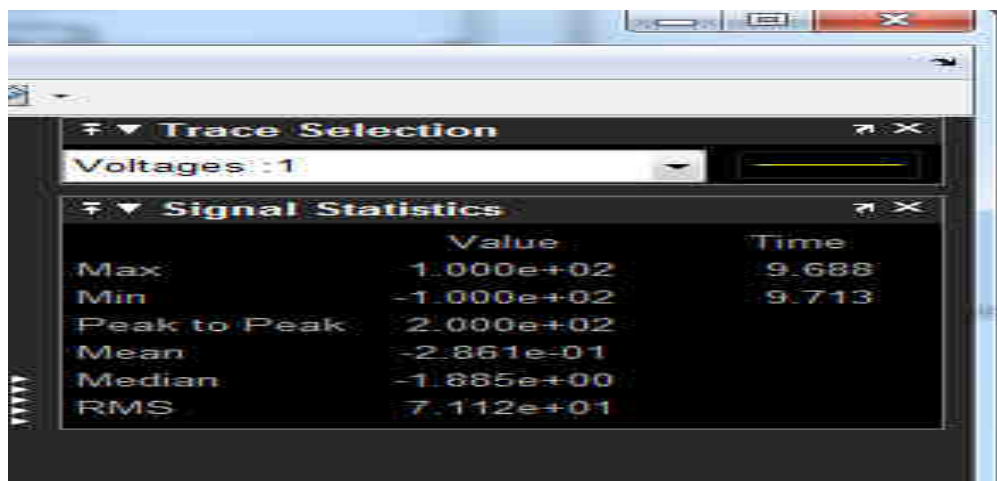 Trace Selection
Voltages :1
Signal Statistics
Value Time
Max 1.000e+02 9.688
Min -1.000e+02 9.713
Peak to Peak 2.000e+02
Mean -2.861e-01
Median -1.885e+00
RMS 7.112e+01